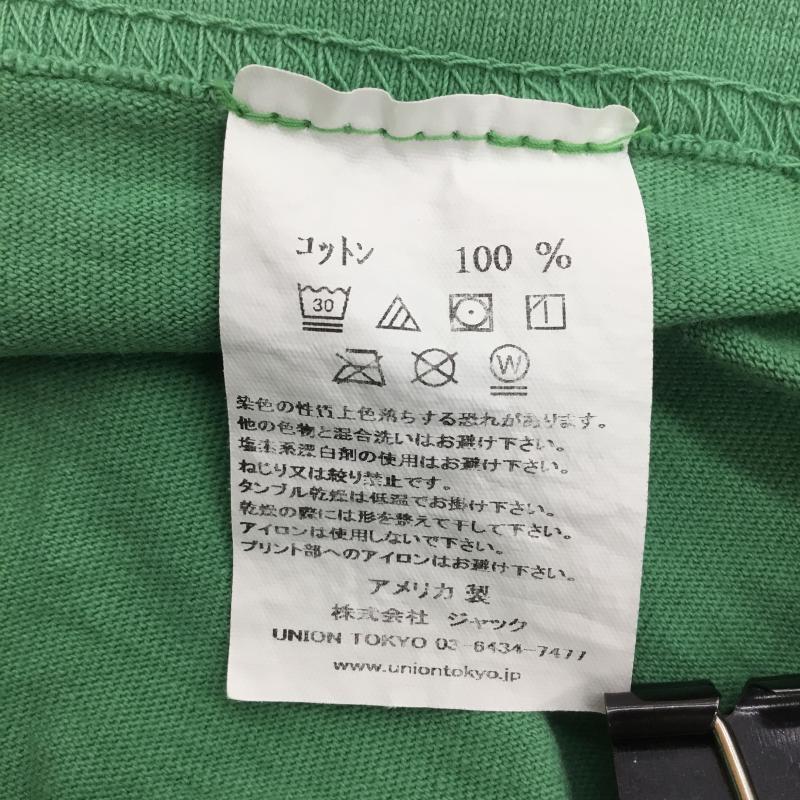 コットン 100 %
30
W
染色の性質上色落ちする恐れがあります。
他の色物と混合洗いはお避け下さい。
塩素系漂白剤の使用はお避け下さい。
ねじり又は絞り禁止です。
タンブル乾燥は低温でお掛け下さい。
乾燥の際には形を整えて干して下さい。
アイロンは使用しないで下さい。
プリント部へのアイロンはお避け下さい。
アメリカ 製
株式会社 ジャック
UNION TOKYO 03-6434-7477
www.uniontokyo.jp